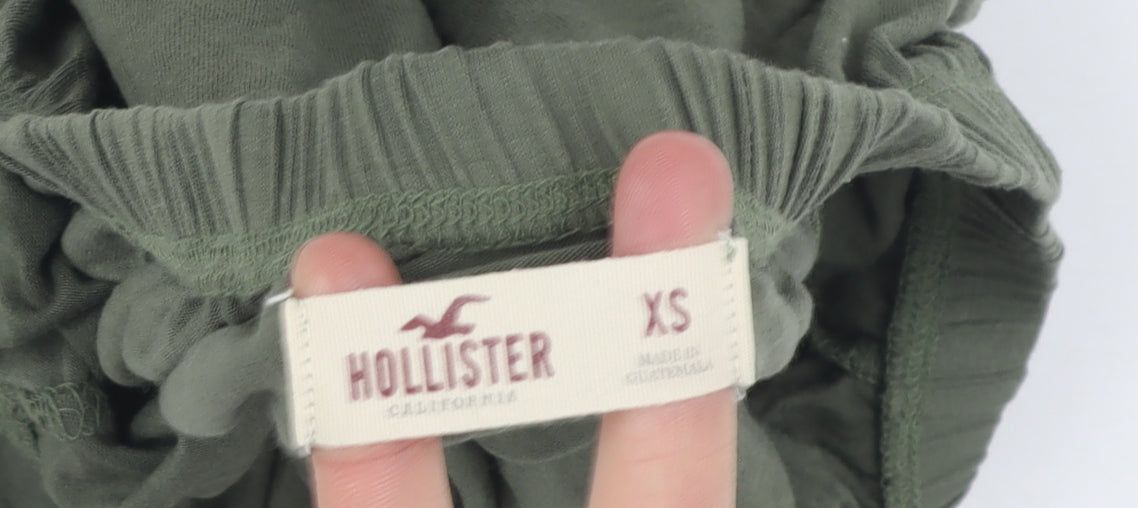 HOLLISTER
CALIFORNIA
XS
MADE IN
GUATEMALA